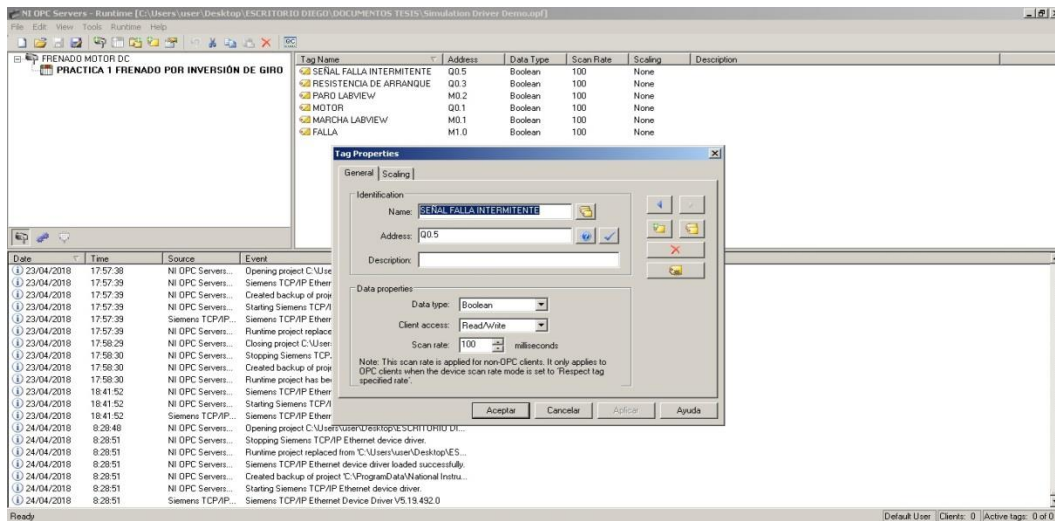 NI OPC Servers - Runtime [C:\Users\user\Desktop\ESCRITORIO DIEGO\DOCUMENTOS TESIS\Simulation Driver Demo.opf]
File Edit View Tools Runtime Help
FRENADO MOTOR DC
PRACTICA 1 FRENADO POR INVERSIÓN DE GIRO
Tag Name Address Data Type Scan Rate Scaling Description
SEÑAL FALLA INTERMITENTE Q0.5 Boolean 100 None
RESISTENCIA DE ARRANQUE Q0.3 Boolean 100 None
PARO LABVIEW M0.2 Boolean 100 None
MOTOR Q0.1 Boolean 100 None
MARCHA LABVIEW M0.1 Boolean 100 None
FALLA M1.0 Boolean 100 None
Tag Properties
General Scaling
Identification
Name: SEÑAL FALLA INTERMITENTE
Address: Q0.5
Description:
Data properties
Data type: Boolean
Client access: Read/Write
Scan rate: 100 milliseconds
Note: This scan rate is applied for non-OPC clients. It only applies to
OPC clients when the device scan rate mode is set to 'Respect tag
specified rate'.
Aceptar Cancelar Aplicar Ayuda
Date Time Source Event
23/04/2018 17:57:38 NI OPC Servers... Opening project C:\Use
23/04/2018 17:57:39 NI OPC Servers... Siemens TCP/IP Ethern
23/04/2018 17:57:39 NI OPC Servers... Created backup of proje
23/04/2018 17:57:39 NI OPC Servers... Starting Siemens TCP/I
23/04/2018 17:57:39 Siemens TCP/IP... Siemens TCP/IP Ethern
23/04/2018 17:57:39 NI OPC Servers... Runtime project replace
23/04/2018 17:58:29 NI OPC Servers... Closing project C:\User
23/04/2018 17:58:30 NI OPC Servers... Stopping Siemens TCP.
23/04/2018 17:58:30 NI OPC Servers... Created backup of proje
23/04/2018 17:58:30 NI OPC Servers... Runtime project has be
23/04/2018 18:41:52 NI OPC Servers... Siemens TCP/IP Ethern
23/04/2018 18:41:52 NI OPC Servers... Starting Siemens TCP/I
23/04/2018 18:41:52 Siemens TCP/IP... Siemens TCP/IP Ethern
24/04/2018 8:28:48 NI OPC Servers... Opening project C:\Users\user\Desktop\ESCRITORIO DI...
24/04/2018 8:28:51 NI OPC Servers... Stopping Siemens TCP/IP Ethernet device driver.
24/04/2018 8:28:51 NI OPC Servers... Runtime project replaced from 'C:\Users\user\Desktop\ES...
24/04/2018 8:28:51 NI OPC Servers... Siemens TCP/IP Ethernet device driver loaded successfully.
24/04/2018 8:28:51 NI OPC Servers... Created backup of project 'C:\ProgramData\National Instru...
24/04/2018 8:28:51 NI OPC Servers... Starting Siemens TCP/IP Ethernet device driver.
24/04/2018 8:28:51 Siemens TCP/IP... Siemens TCP/IP Ethernet Device Driver V5.19.492.0
Ready Default User Clients: 0 Active tags: 0 of 0